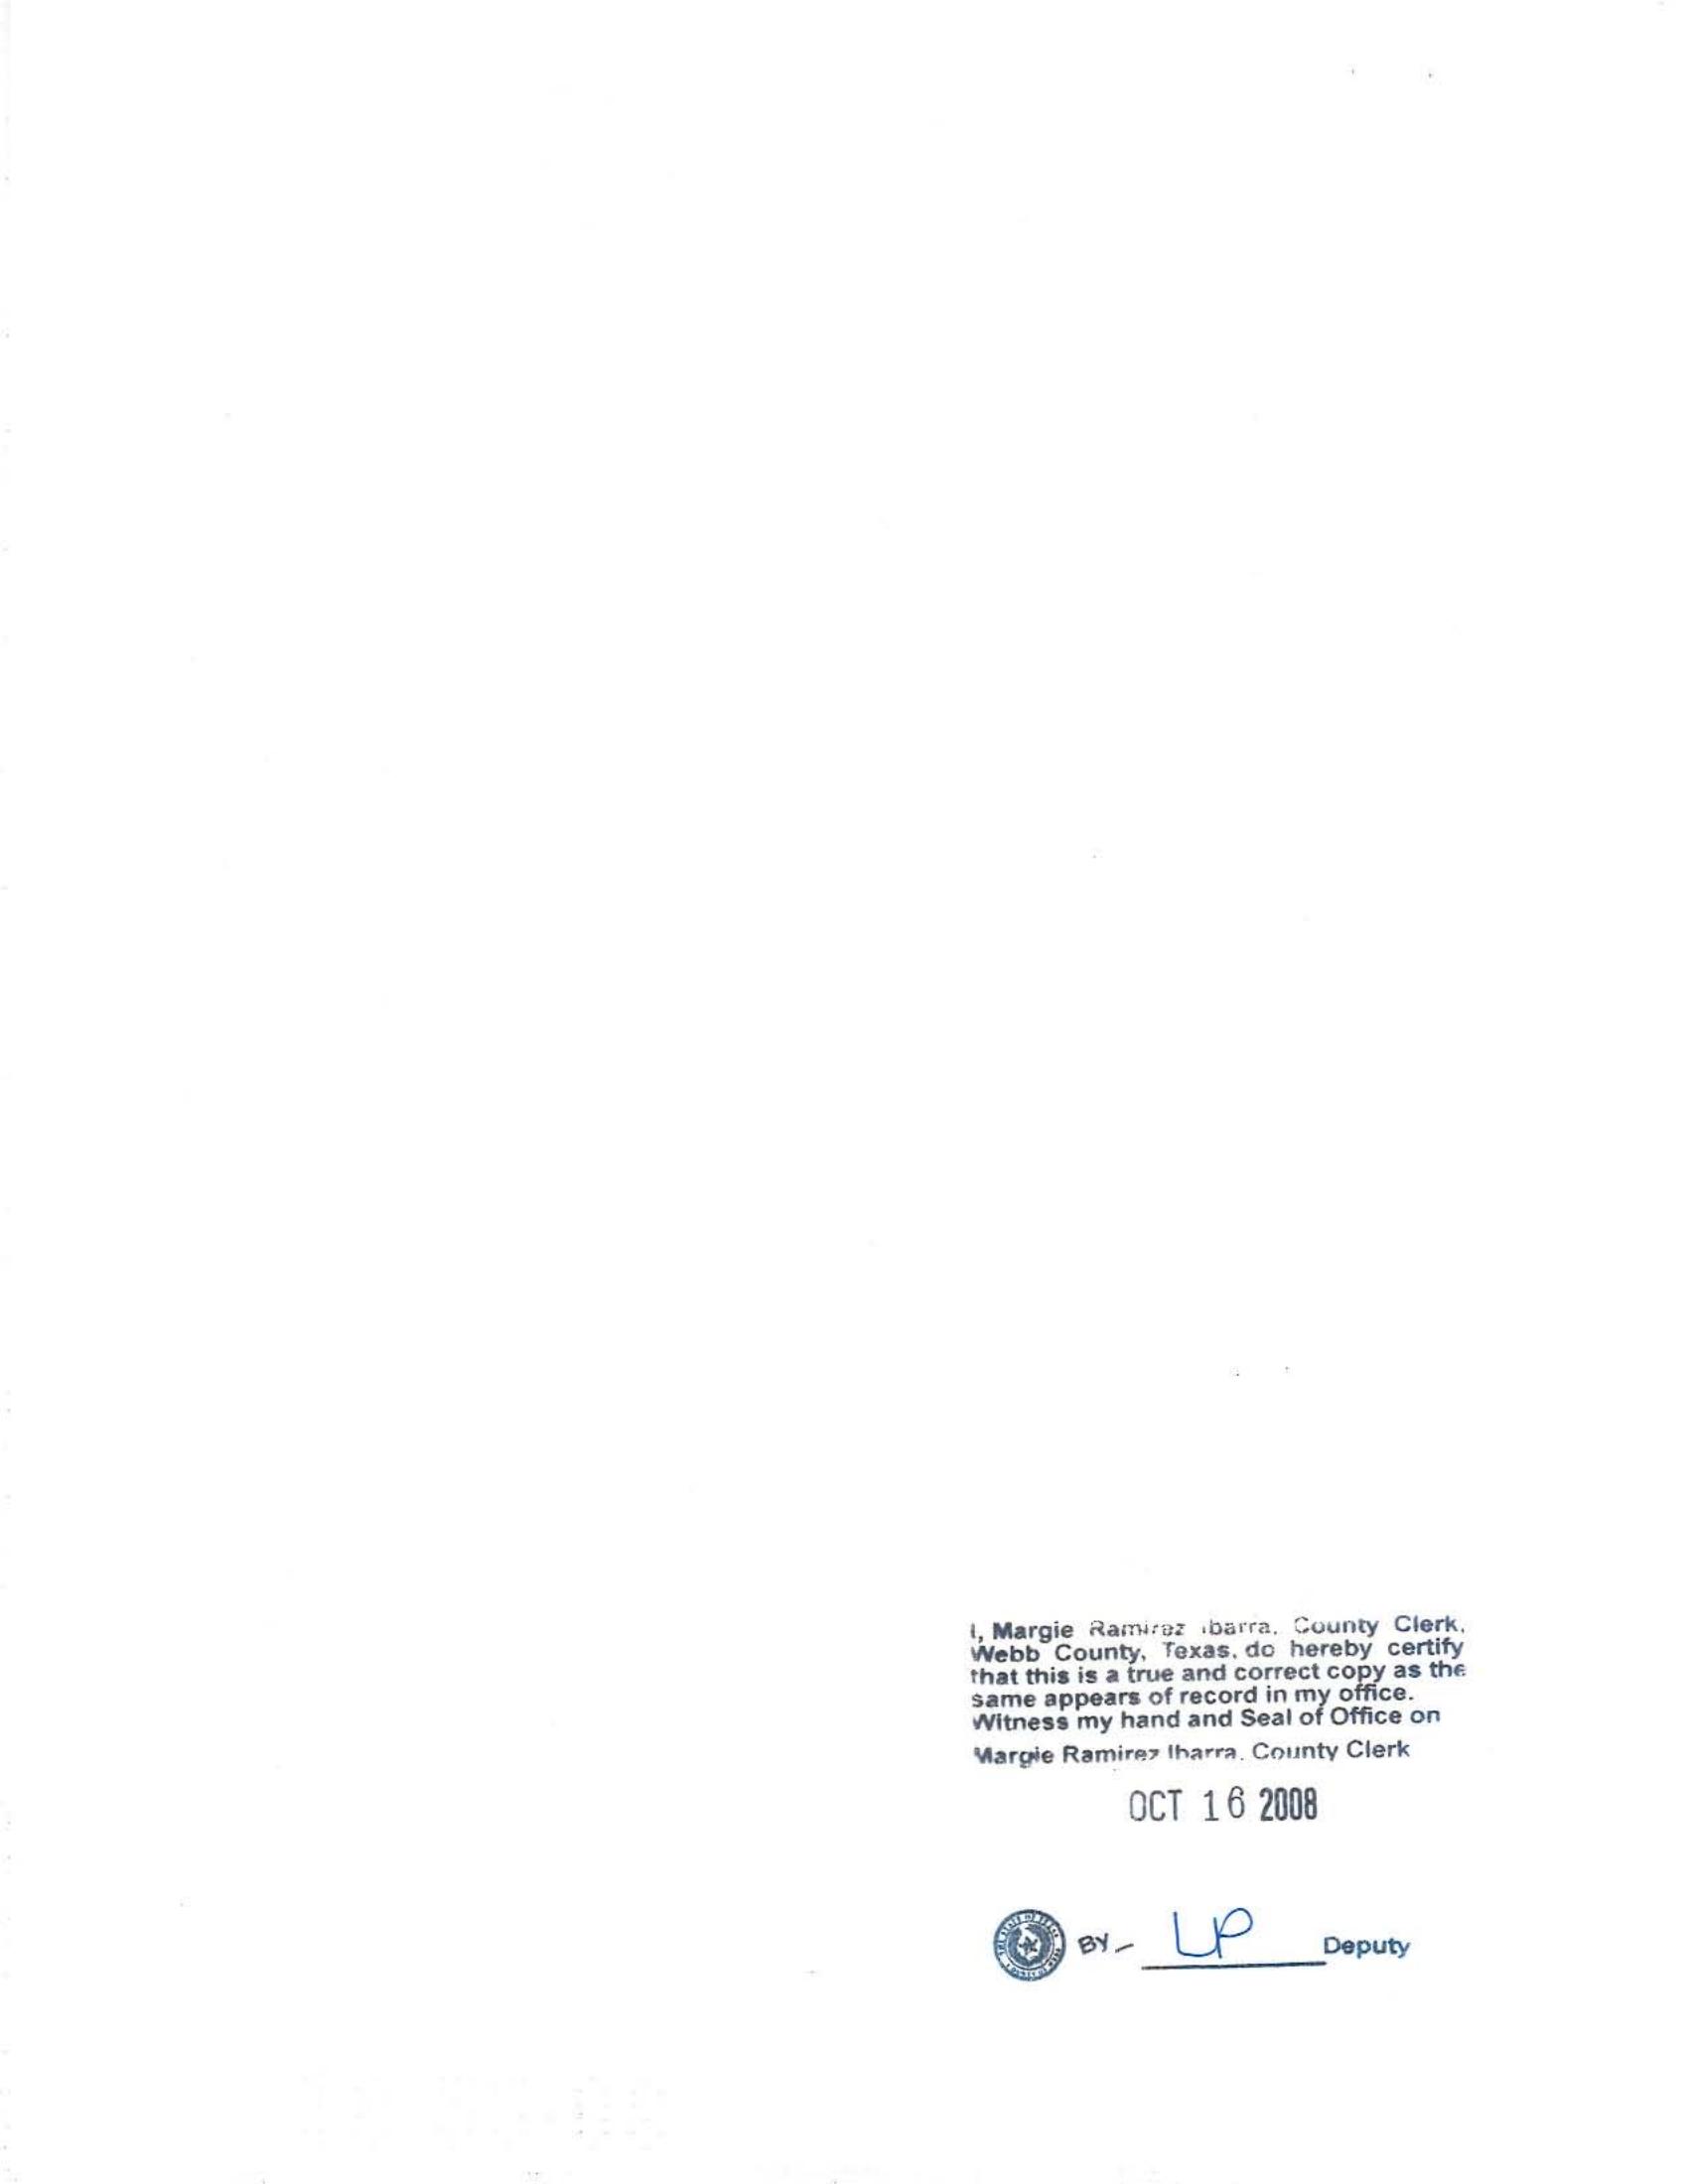 I, Margie Ramirez Ibarra, County Clerk,
Webb County, Texas, do hereby certify
that this is a true and correct copy as the
same appears of record in my office.
Witness my hand and Seal of Office on
Margie Ramirez Ibarra, County Clerk
OCT 16 2008
BY LP Deputy